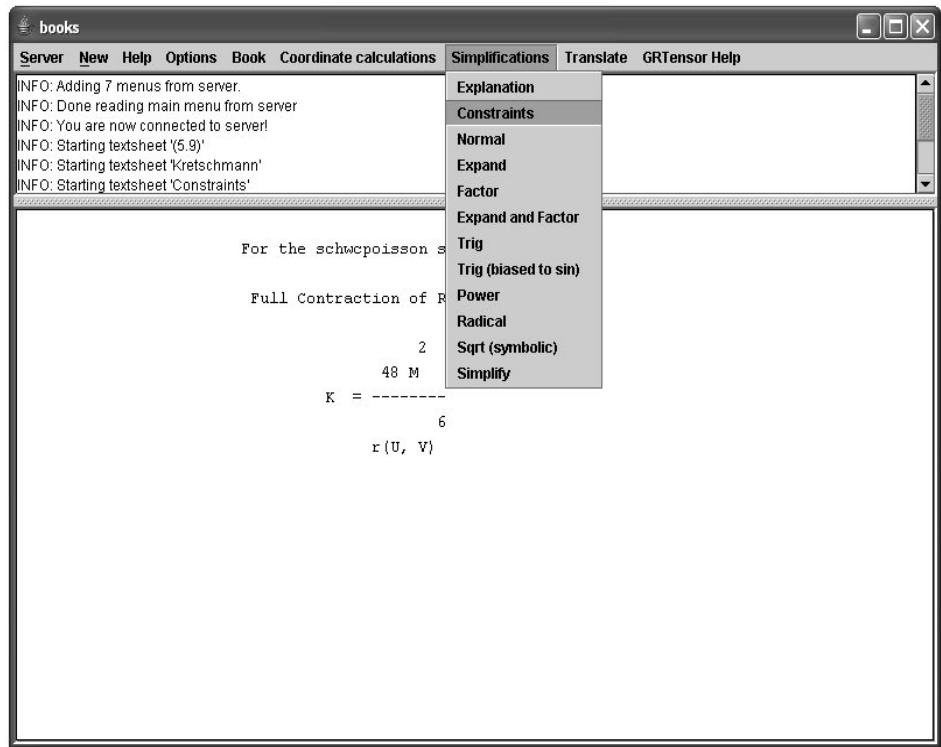 books
Server New Help Options Book Coordinate calculations Simplifications Translate GRTensor Help
INFO: Adding 7 menus from server.
INFO: Done reading main menu from server
INFO: You are now connected to server!
INFO: Starting textsheet '(5.9)'
INFO: Starting textsheet 'Kretschmann'
INFO: Starting textsheet 'Constraints'
Explanation
Constraints
Normal
Expand
Factor
Expand and Factor
Trig
Trig (biased to sin)
Power
Radical
Sqrt (symbolic)
Simplify
For the schwcpoisson s
Full Contraction of R
2
48 M
K = --------
6
r(U, V)